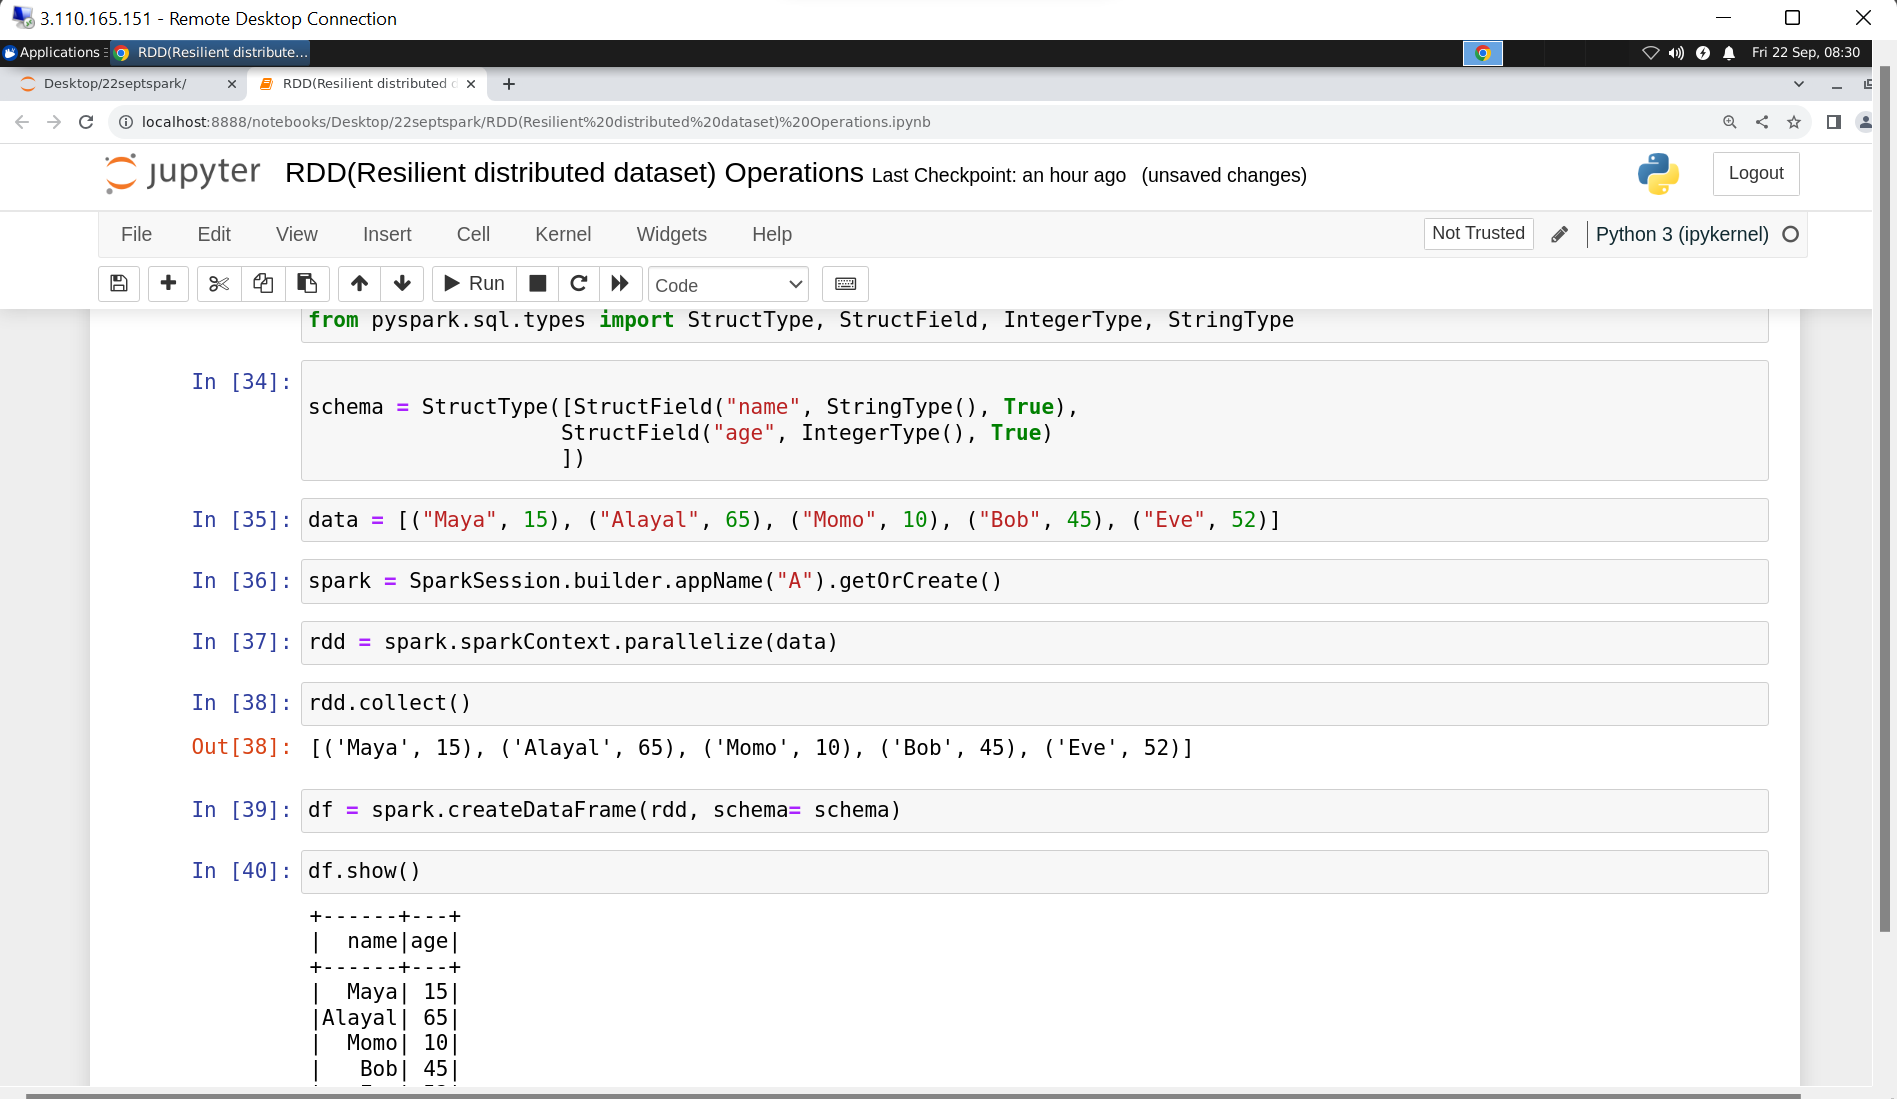 3.110.165.151 - Remote Desktop Connection
Applications RDD(Resilient distribute... Fri 22 Sep, 08:30
Desktop/22septspark/ RDD(Resilient distributed
localhost:8888/notebooks/Desktop/22septspark/RDD(Resilient%20distributed%20dataset)%20Operations.ipynb
jupyter RDD(Resilient distributed dataset) Operations Last Checkpoint: an hour ago (unsaved changes) Logout
File Edit View Insert Cell Kernel Widgets Help Not Trusted Python 3 (ipykernel)
Run Code
from pyspark.sql.types import StructType, StructField, IntegerType, StringType
In [34]:
schema = StructType([StructField("name", StringType(), True),
StructField("age", IntegerType(), True)
])
In [35]: data = [("Maya", 15), ("Alayal", 65), ("Momo", 10), ("Bob", 45), ("Eve", 52)]
In [36]: spark = SparkSession.builder.appName("A").getOrCreate()
In [37]: rdd = spark.sparkContext.parallelize(data)
In [38]: rdd.collect()
Out[38]: [('Maya', 15), ('Alayal', 65), ('Momo', 10), ('Bob', 45), ('Eve', 52)]
In [39]: df = spark.createDataFrame(rdd, schema= schema)
In [40]: df.show()
+------+---+
|  name|age|
+------+---+
|  Maya| 15|
|Alayal| 65|
|  Momo| 10|
|   Bob| 45|